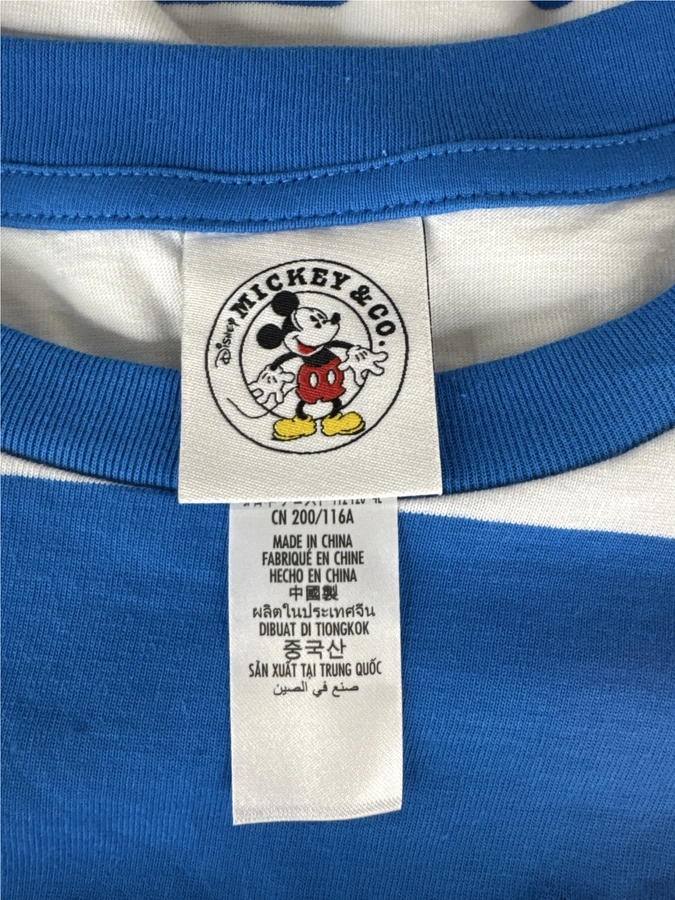 DISNEY MICKEY & CO.
CN 200/116A
MADE IN CHINA
FABRIQUÉ EN CHINE
HECHO EN CHINA
中國製
ผลิตในประเทศจีน
DIBUAT DI TIONGKOK
중국산
SẢN XUẤT TẠI TRUNG QUỐC
صنع في الصين